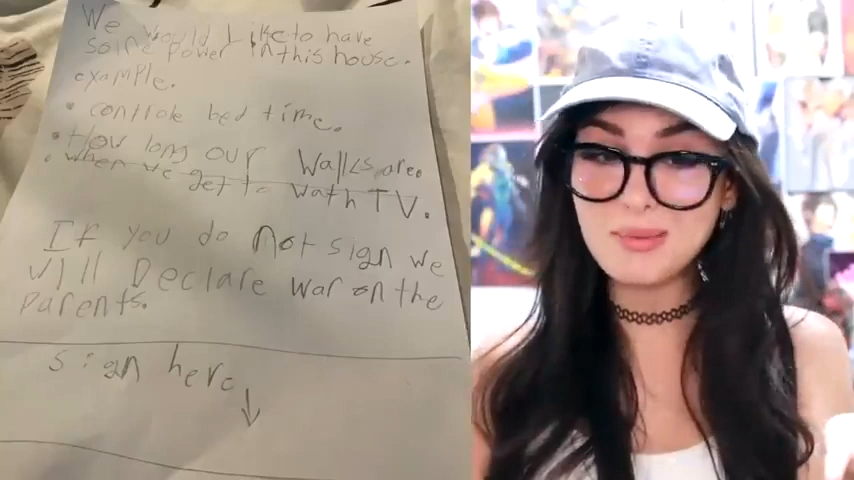 We would Like to have
some power in this house.
example.
• controle bed time.
• How long our walks are.
• when we get to wath TV.
If you do not sign we
will Declare war on the
parents.
sign here